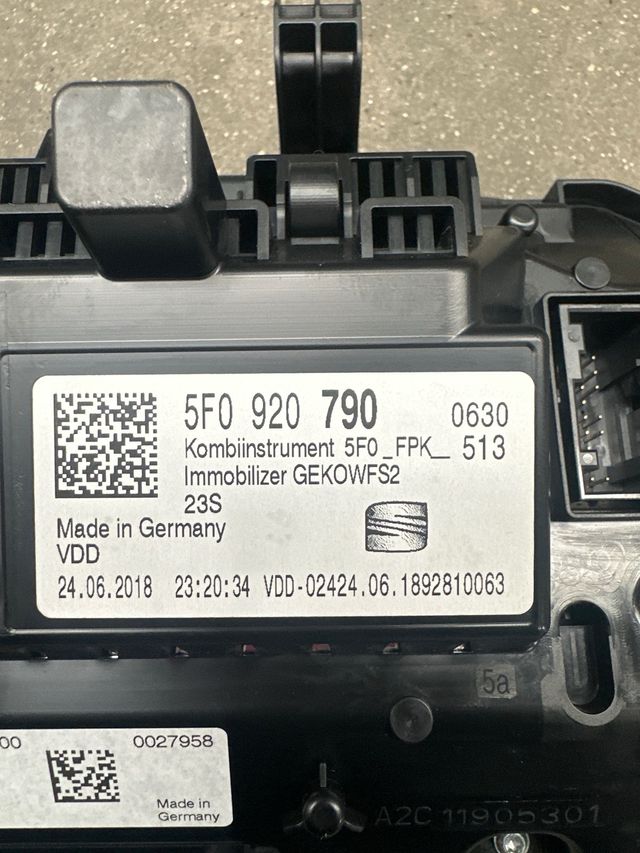 5F0 920 790 0630
Kombiinstrument 5F0_FPK_ 513
Immobilizer GEKOWFS2
23S
Made in Germany
VDD
24.06.2018 23:20:34 VDD-02424.06.1892810063
5a
00 0027958
Made in
Germany
A2C 11905301